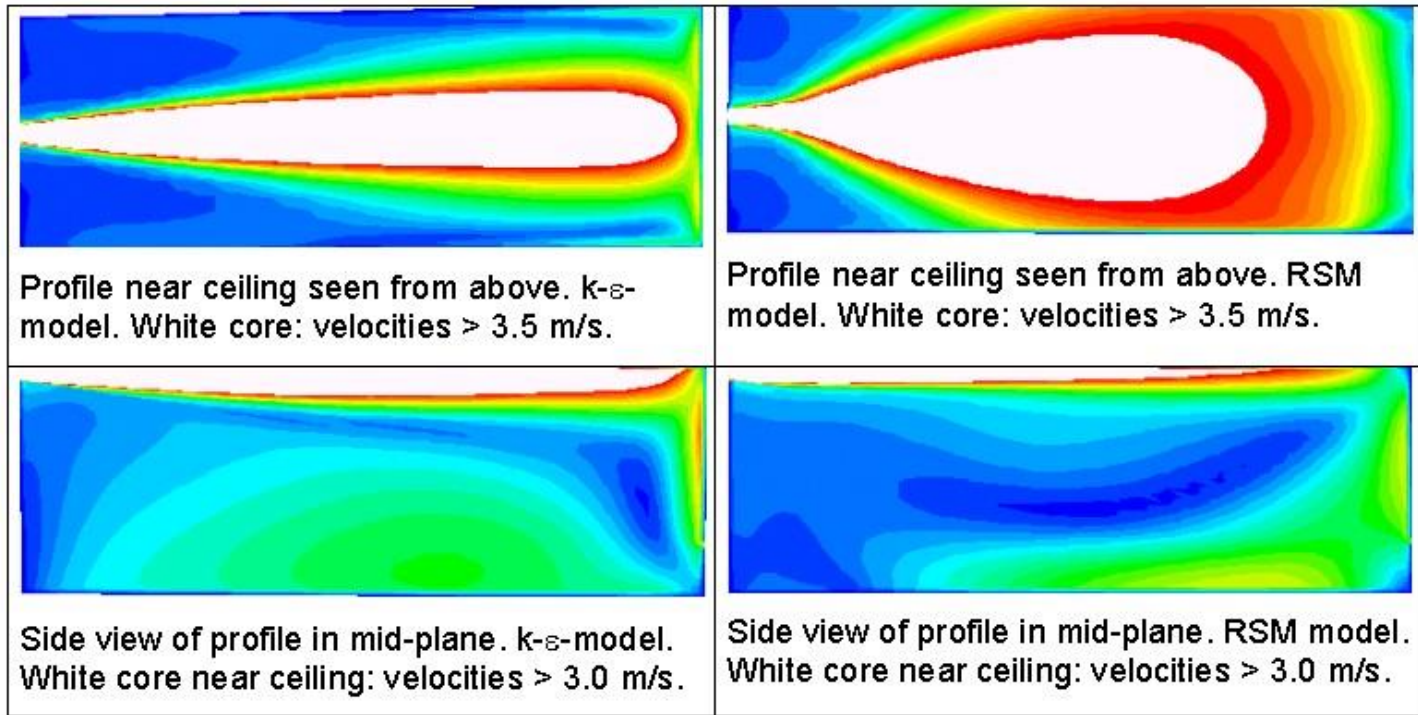 Profile near ceiling seen from above. k-ε-
model. White core: velocities > 3.5 m/s.
Profile near ceiling seen from above. RSM
model. White core: velocities > 3.5 m/s.
Side view of profile in mid-plane. k-ε-model.
White core near ceiling: velocities > 3.0 m/s.
Side view of profile in mid-plane. RSM model.
White core near ceiling: velocities > 3.0 m/s.